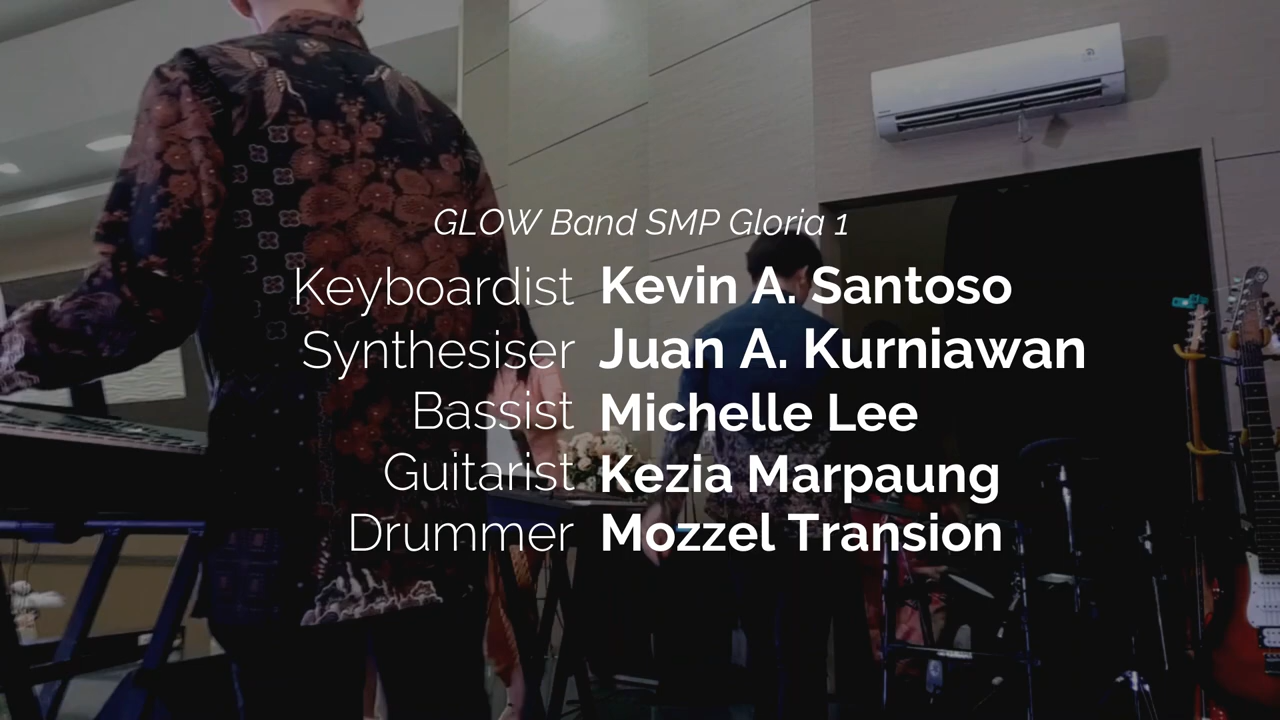 GLOW Band SMP Gloria 1
Keyboardist Kevin A. Santoso
Synthesiser Juan A. Kurniawan
Bassist Michelle Lee
Guitarist Kezia Marpaung
Drummer Mozzel Transion